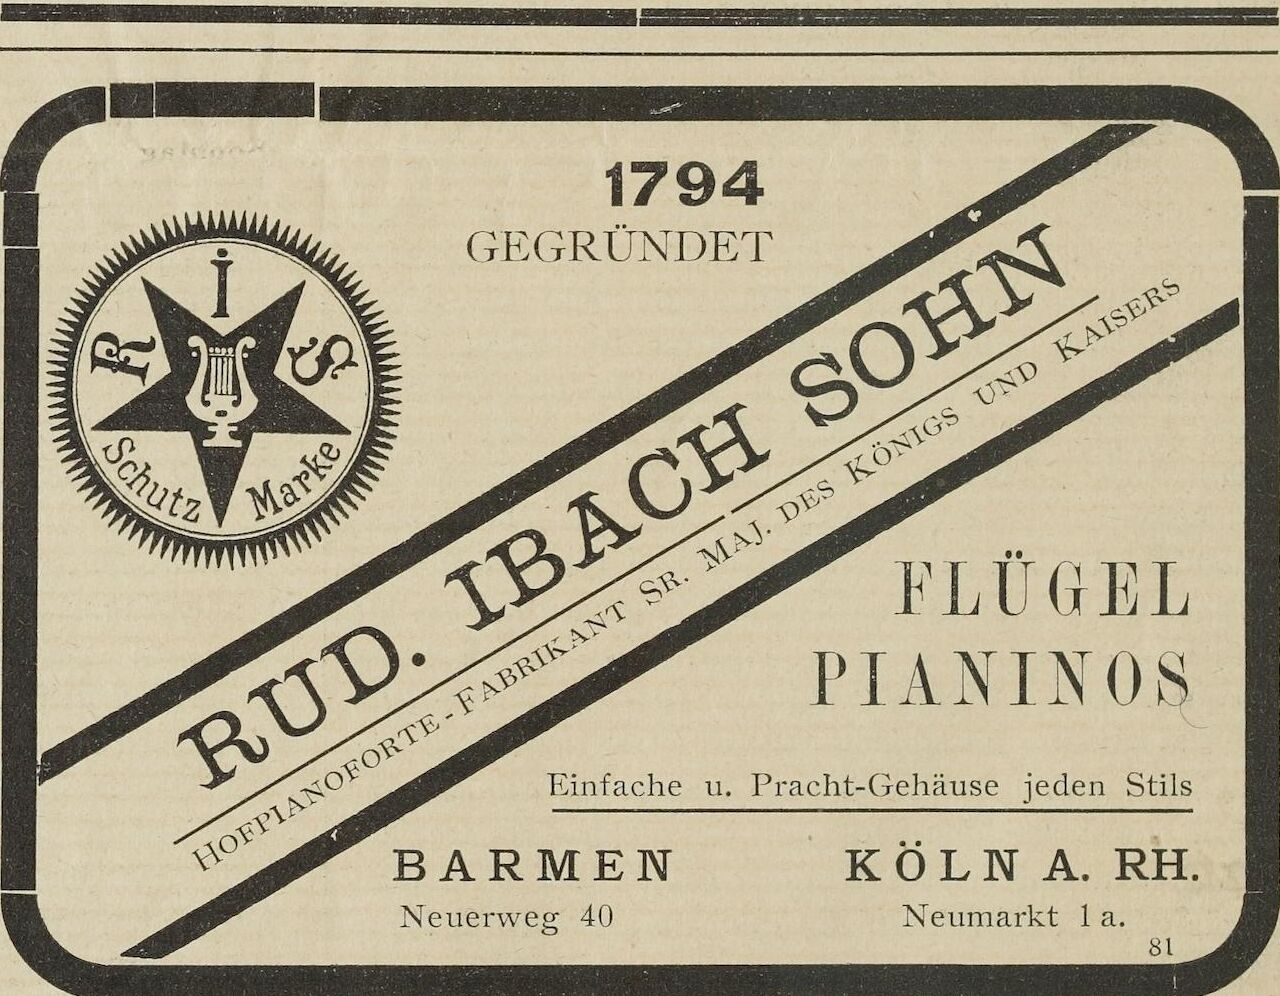 1794
GEGRÜNDET
R I S
Schutz Marke
RUD. IBACH SOHN
HOFPIANOFORTE-FABRIKANT SR. MAJ. DES KÖNIGS UND KAISERS
FLÜGEL
PIANINOS
Einfache u. Pracht-Gehäuse jeden Stils
BARMEN
Neuerweg 40
KÖLN A. RH.
Neumarkt 1a.
81